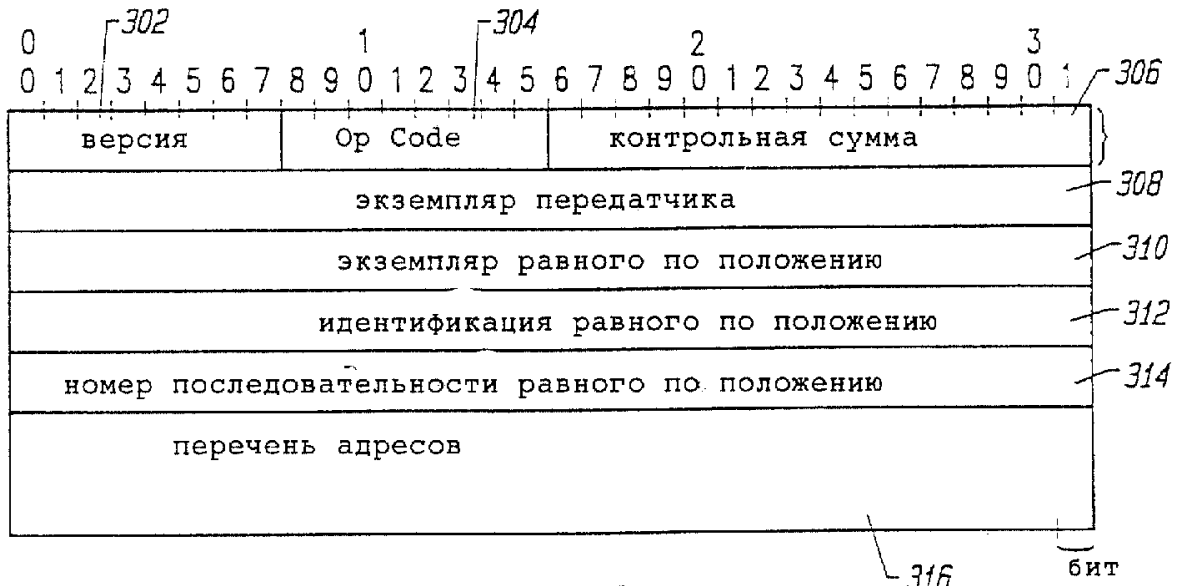 302 304
0 1 2 3
0 1 2 3 4 5 6 7 8 9 0 1 2 3 4 5 6 7 8 9 0 1 2 3 4 5 6 7 8 9 0 1 306
версия Op Code контрольная сумма
экземпляр передатчика 308
экземпляр равного по положению 310
идентификация равного по положению 312
номер последовательности равного по положению 314
перечень адресов
316 бит